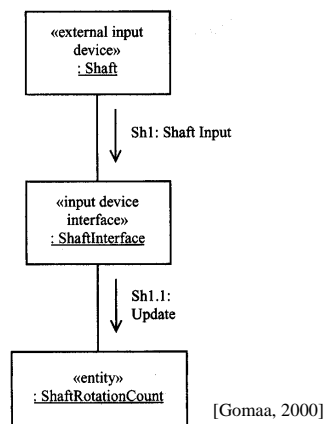 «external input
device»
: Shaft
Sh1: Shaft Input
«input device
interface»
: ShaftInterface
Sh1.1:
Update
«entity»
: ShaftRotationCount
[Gomaa, 2000]